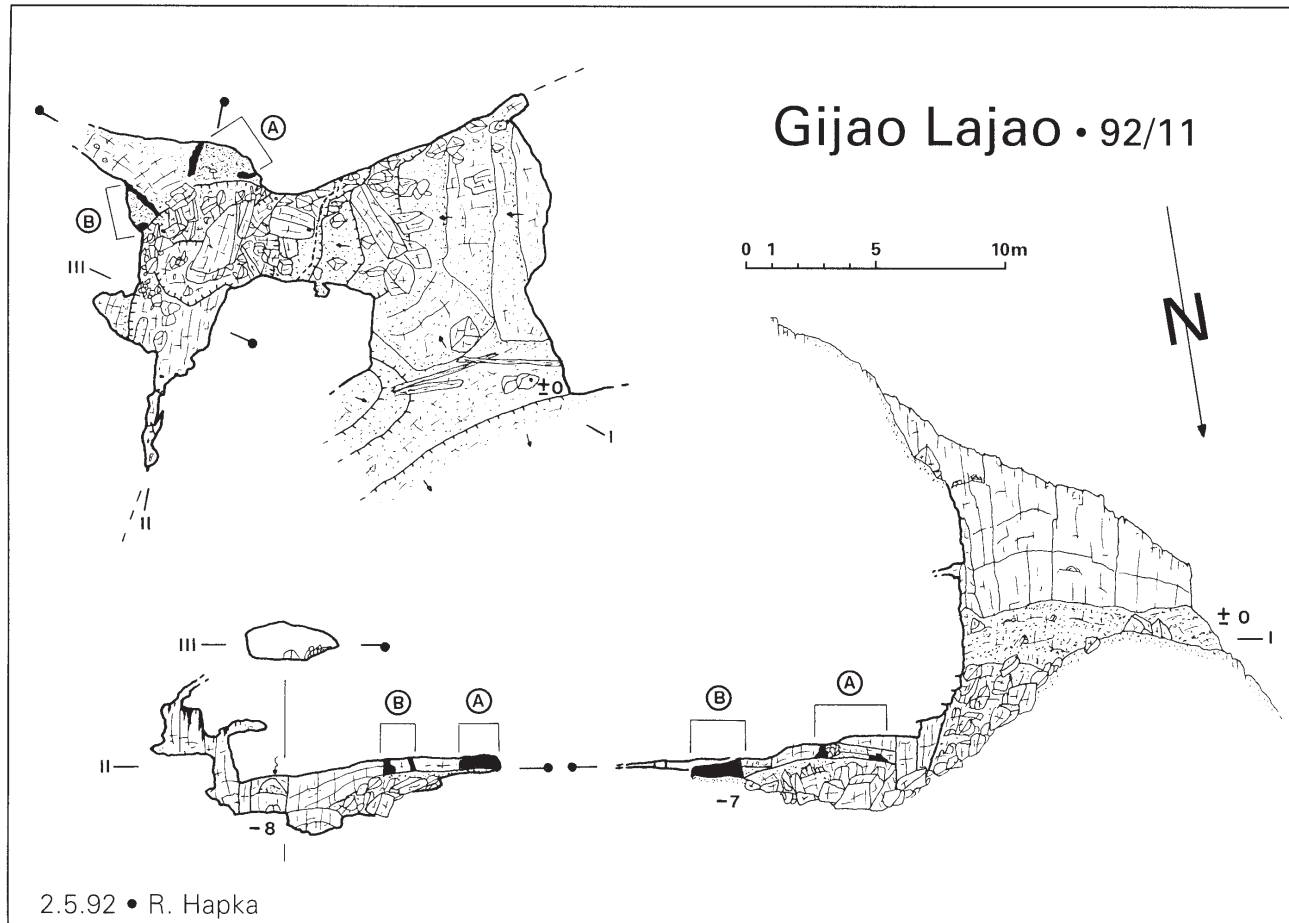 Gijao Lajao • 92/11
0 1 5 10m
N
A
B
III
±0
I
II
±0
I
III
B A
B A
II
-8
-7
2.5.92 • R. Hapka